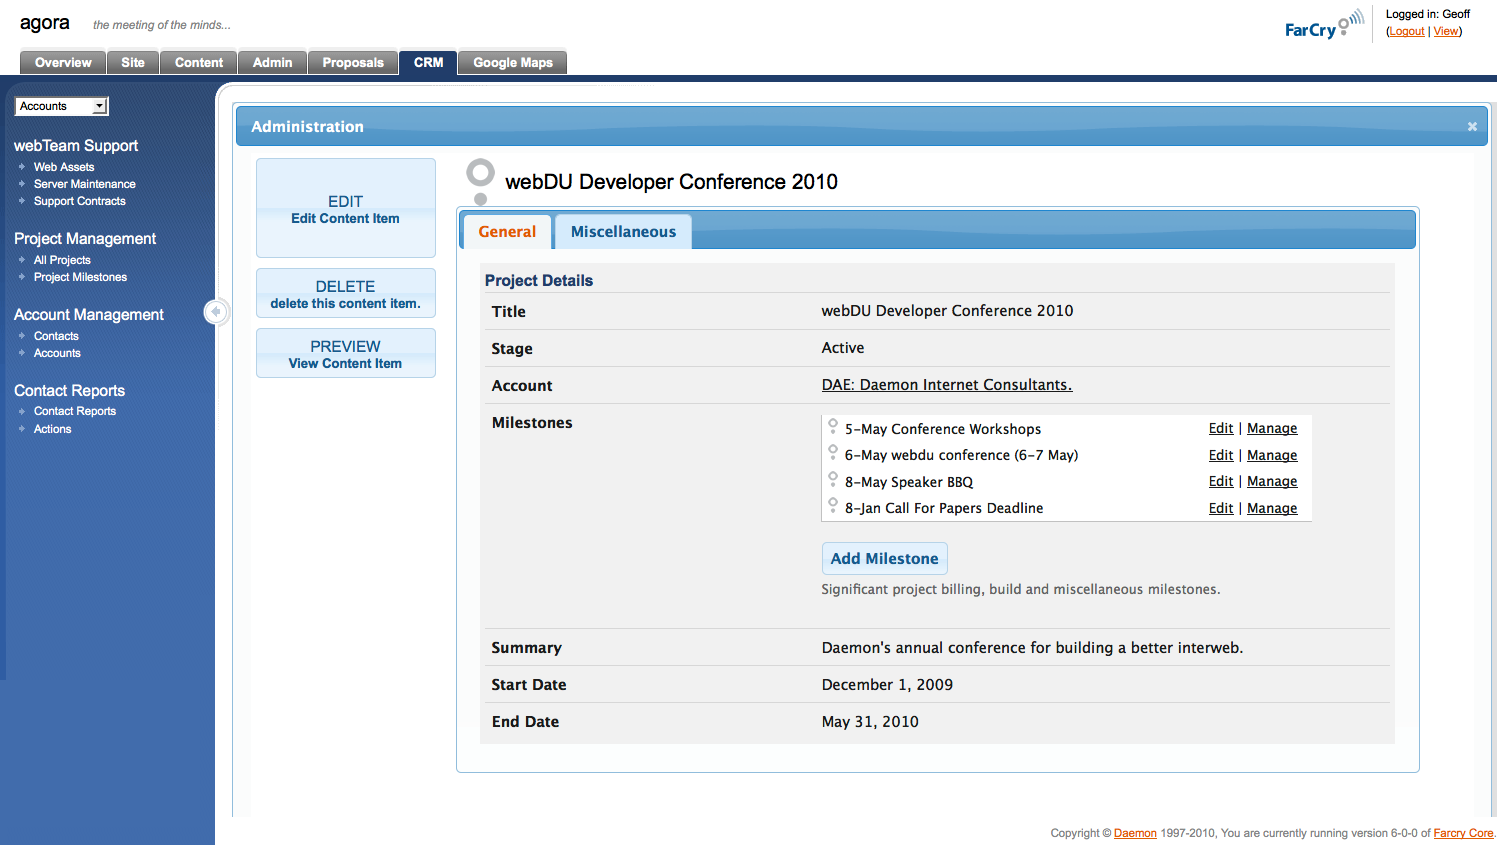 agora the meeting of the minds...
FarCry
Logged in: Geoff
(Logout | View)
Overview Site Content Admin Proposals CRM Google Maps
Accounts
webTeam Support
Web Assets
Server Maintenance
Support Contracts
Project Management
All Projects
Project Milestones
Account Management
Contacts
Accounts
Contact Reports
Contact Reports
Actions
Administration
EDIT
Edit Content Item
DELETE
delete this content item.
PREVIEW
View Content Item
webDU Developer Conference 2010
General Miscellaneous
Project Details
Title webDU Developer Conference 2010
Stage Active
Account DAE: Daemon Internet Consultants.
Milestones
5-May Conference Workshops Edit | Manage
6-May webdu conference (6-7 May) Edit | Manage
8-May Speaker BBQ Edit | Manage
8-Jan Call For Papers Deadline Edit | Manage
Add Milestone
Significant project billing, build and miscellaneous milestones.
Summary Daemon's annual conference for building a better interweb.
Start Date December 1, 2009
End Date May 31, 2010
Copyright © Daemon 1997-2010, You are currently running version 6-0-0 of Farcry Core.